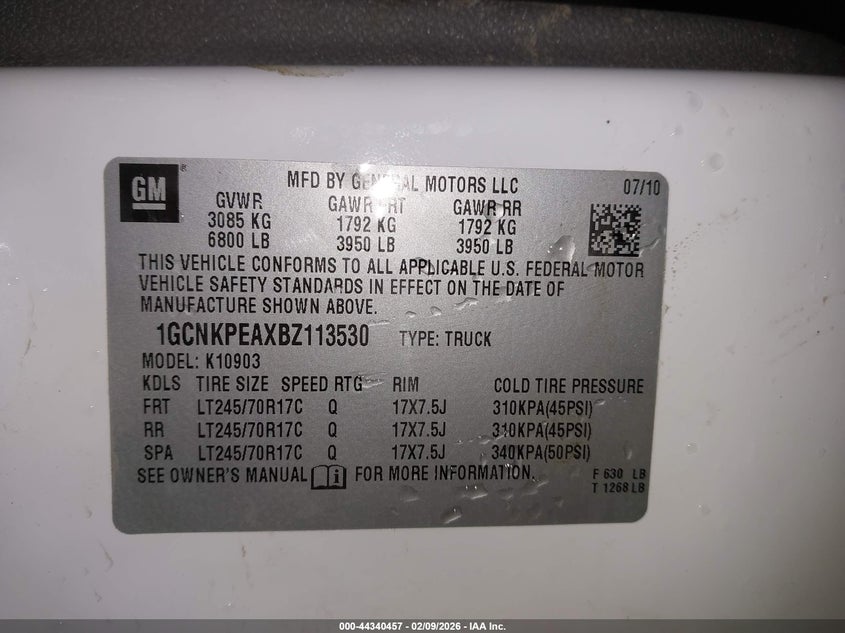 GM ® MFD BY GENERAL MOTORS LLC 07/10
GVWR GAWR FRT GAWR RR
3085 KG 1792 KG 1792 KG
6800 LB 3950 LB 3950 LB
THIS VEHICLE CONFORMS TO ALL APPLICABLE U.S. FEDERAL MOTOR
VEHICLE SAFETY STANDARDS IN EFFECT ON THE DATE OF
MANUFACTURE SHOWN ABOVE.
1GCNKPEAXBZ113530 TYPE: TRUCK
MODEL: K10903
KDLS TIRE SIZE SPEED RTG RIM COLD TIRE PRESSURE
FRT LT245/70R17C Q 17X7.5J 310KPA(45PSI)
RR LT245/70R17C Q 17X7.5J 310KPA(45PSI)
SPA LT245/70R17C Q 17X7.5J 340KPA(50PSI)
SEE OWNER'S MANUAL i FOR MORE INFORMATION.
F 630 LB
T 1268 LB
000-44340457 - 02/09/2026 - IAA Inc.